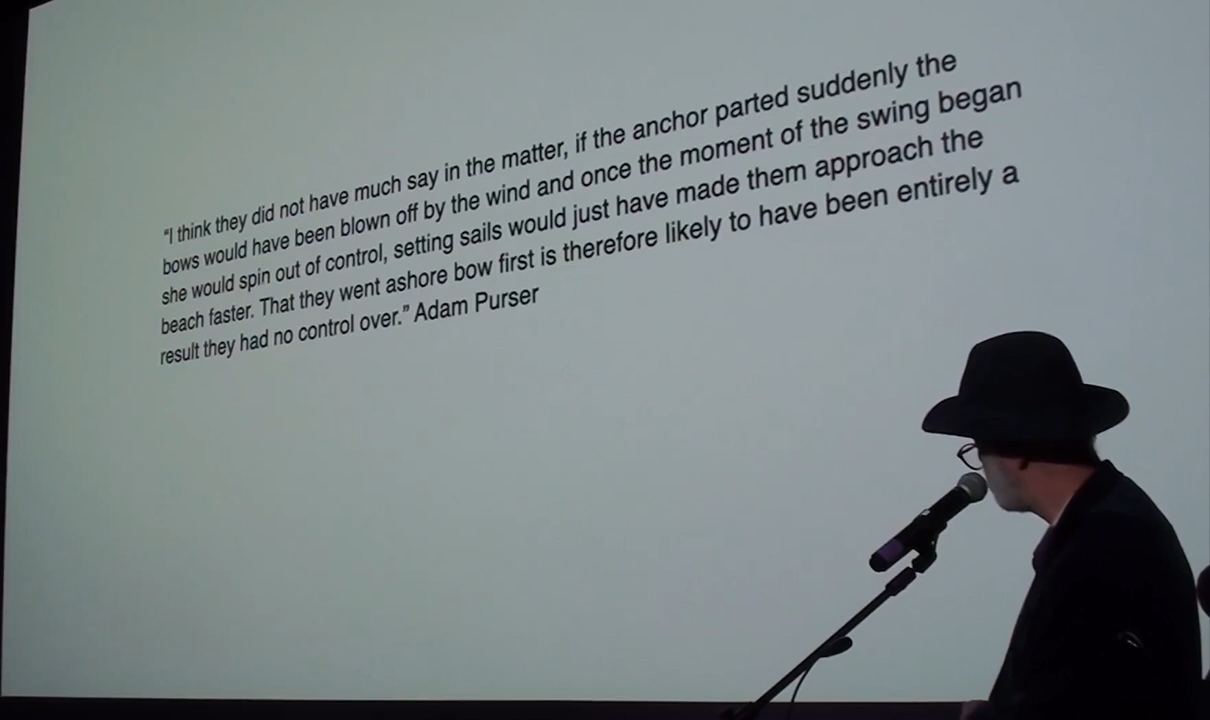 “I think they did not have much say in the matter, if the anchor parted suddenly the
bows would have been blown off by the wind and once the moment of the swing began
she would spin out of control, setting sails would just have made them approach the
beach faster. That they went ashore bow first is therefore likely to have been entirely a
result they had no control over.” Adam Purser